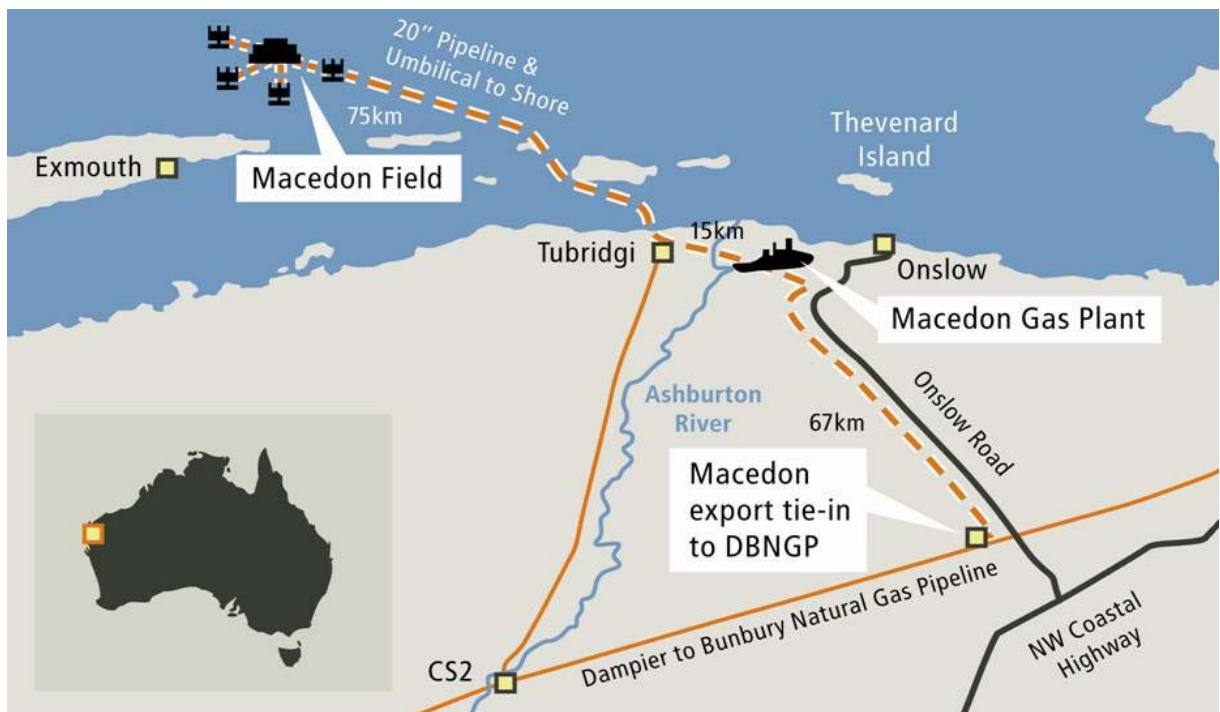 20” Pipeline &
Umbilical to Shore
75km
Thevenard
Island
Exmouth
Macedon Field
15km
Tubridgi
Onslow
Macedon Gas Plant
Ashburton
River
67km
Onslow Road
Macedon
export tie-in
to DBNGP
Dampier to Bunbury Natural Gas Pipeline
NW Coastal
Highway
CS2